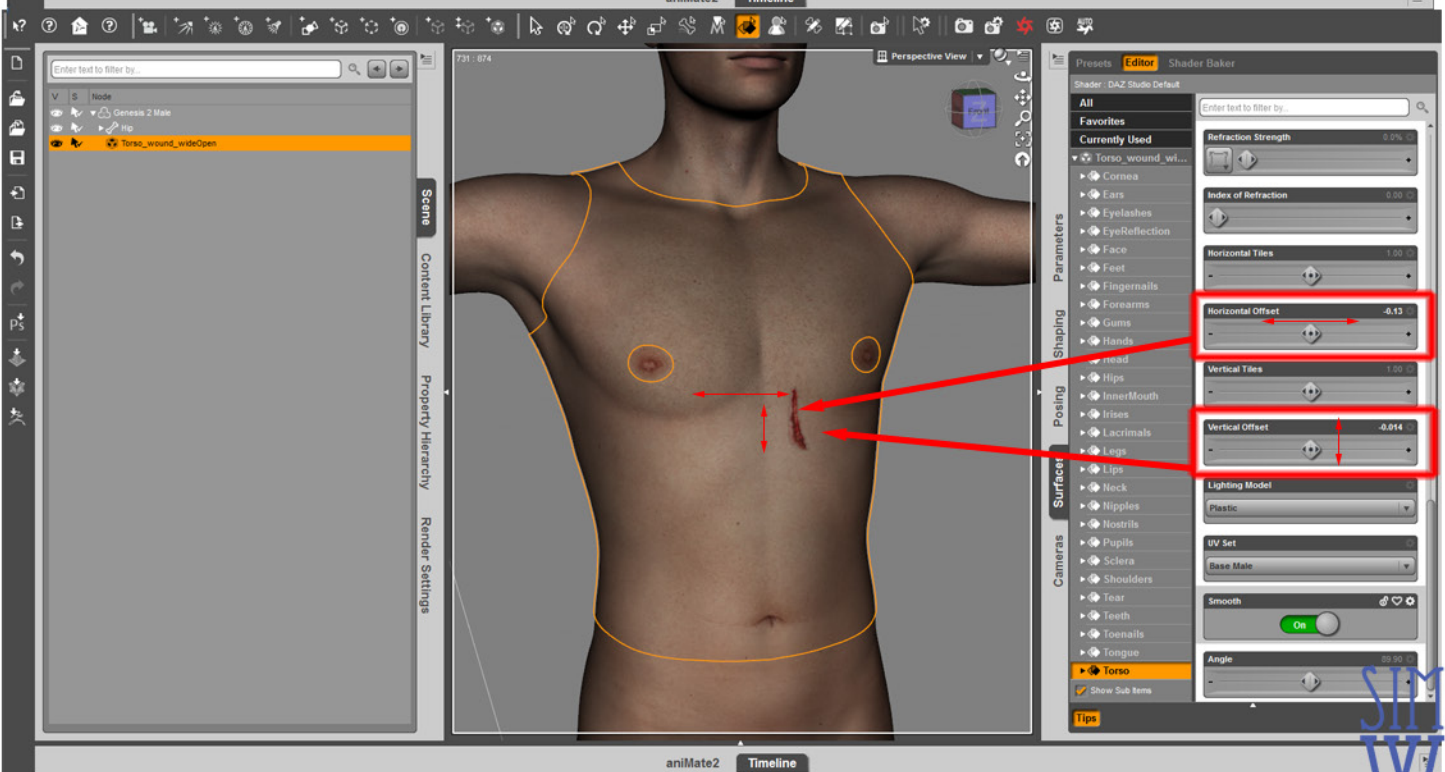 aniMate2 Timeline
Enter text to filter by...
V S Node
Genesis 2 Male
Hip
Torso_wound_wideOpen
Scene
Content Library
Property Hierarchy
Render Settings
731 : 874
Perspective View
Parameters
Shaping
Posing
Surfaces
Cameras
Presets Editor Shader Baker
Shader : DAZ Studio Default
All
Favorites
Currently Used
Torso_wound_wi...
Cornea
Ears
Eyelashes
EyeReflection
Face
Feet
Fingernails
Forearms
Gums
Hands
Head
Hips
InnerMouth
Irises
Lacrimals
Legs
Lips
Neck
Nipples
Nostrils
Pupils
Sclera
Shoulders
Tear
Teeth
Toenails
Tongue
Torso
Show Sub Items
Tips
Enter text to filter by...
Refraction Strength 0.0%
Index of Refraction 0.00
Horizontal Tiles 1.00
Horizontal Offset -0.13
Vertical Tiles 1.00
Vertical Offset -0.014
Lighting Model
Plastic
UV Set
Base Male
Smooth
On
Angle 89.90
SIM
aniMate2 Timeline